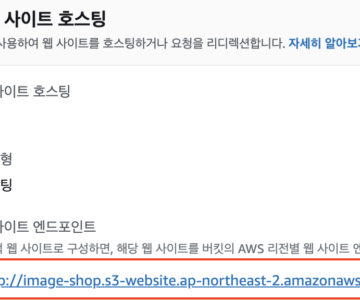 사이트 호스팅
사용하여 웹 사이트를 호스팅하거나 요청을 리디렉션합니다. 자세히 알아보기
사이트 호스팅
형
팅
사이트 엔드포인트
웹 사이트로 구성하면, 해당 웹 사이트를 버킷의 AWS 리전별 웹 사이트 엔
p://image-shop.s3-website.ap-northeast-2.amazonaws